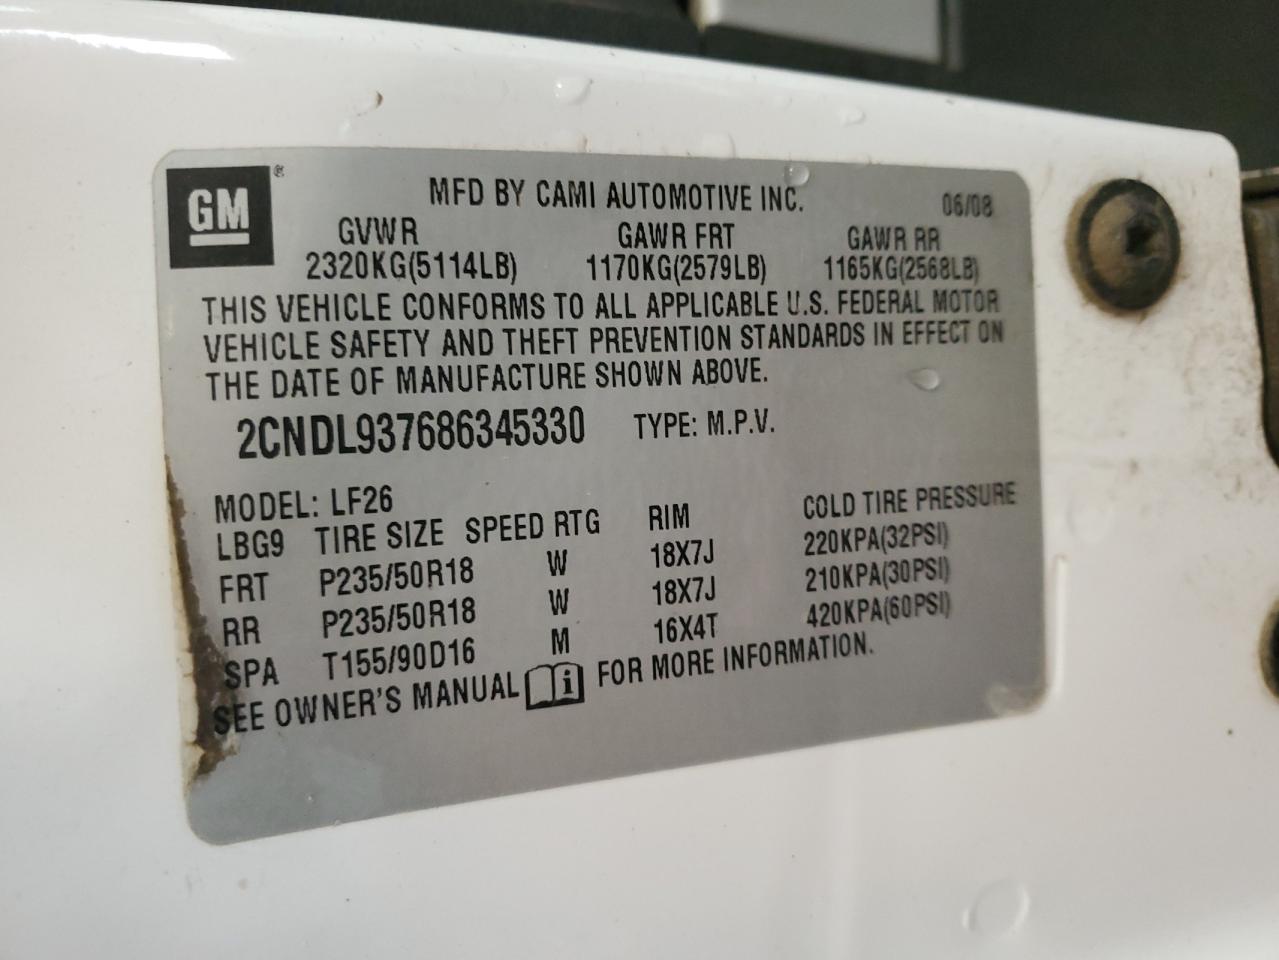 GM ®
MFD BY CAMI AUTOMOTIVE INC. 06/08
GVWR GAWR FRT GAWR RR
2320KG(5114LB) 1170KG(2579LB) 1165KG(2568LB)
THIS VEHICLE CONFORMS TO ALL APPLICABLE U.S. FEDERAL MOTOR
VEHICLE SAFETY AND THEFT PREVENTION STANDARDS IN EFFECT ON
THE DATE OF MANUFACTURE SHOWN ABOVE.
2CNDL937686345330 TYPE: M.P.V.
MODEL: LF26
LBG9 TIRE SIZE SPEED RTG RIM COLD TIRE PRESSURE
FRT P235/50R18 W 18X7J 220KPA(32PSI)
RR P235/50R18 W 18X7J 210KPA(30PSI)
SPA T155/90D16 M 16X4T 420KPA(60PSI)
SEE OWNER'S MANUAL i FOR MORE INFORMATION.